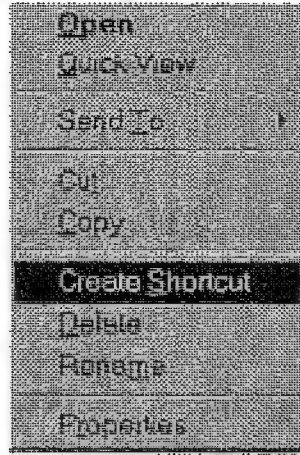 Open
Quick View
Send To
Cut
Copy
Create Shortcut
Delete
Rename
Properties